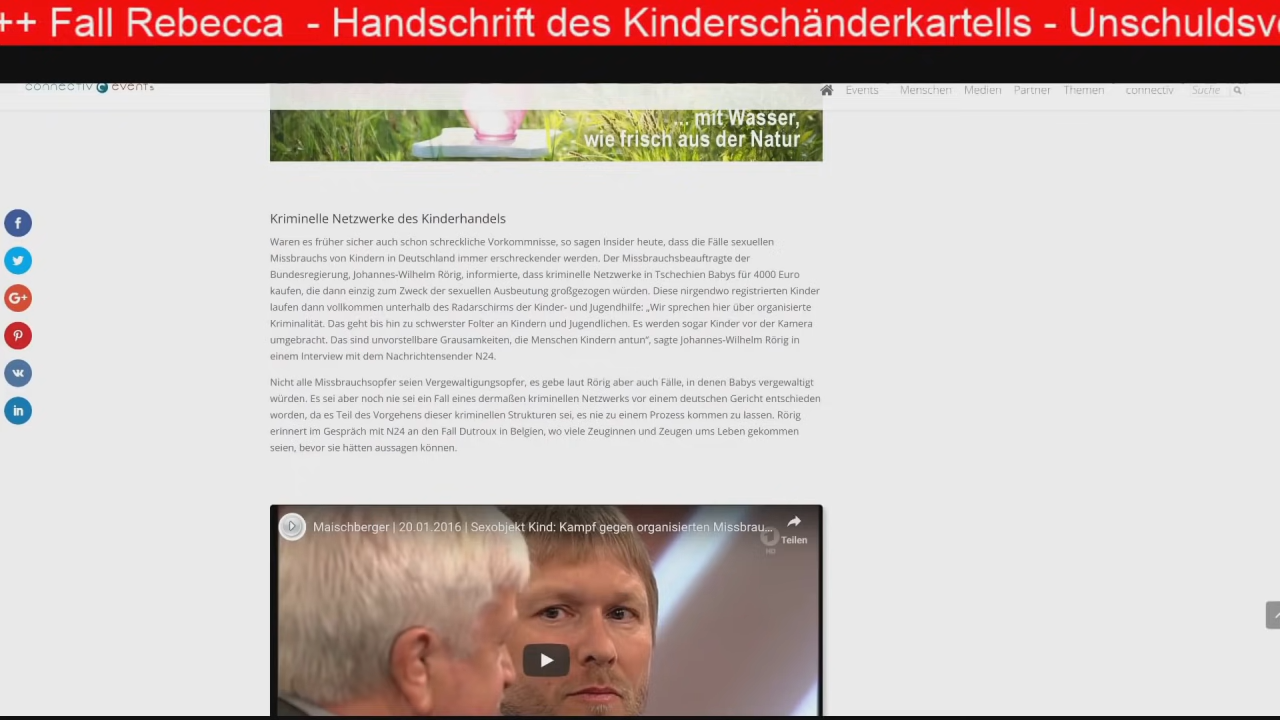 ++ Fall Rebecca - Handschrift des Kinderschänderkartells - Unschuldsv
connectiv events
Events Menschen Medien Partner Themen connectiv Suche
... mit Wasser,
wie frisch aus der Natur
Kriminelle Netzwerke des Kinderhandels
Waren es früher sicher auch schon schreckliche Vorkommnisse, so sagen Insider heute, dass die Fälle sexuellen
Missbrauchs von Kindern in Deutschland immer erschreckender werden. Der Missbrauchsbeauftragte der
Bundesregierung, Johannes-Wilhelm Rörig, informierte, dass kriminelle Netzwerke in Tschechien Babys für 4000 Euro
kaufen, die dann einzig zum Zweck der sexuellen Ausbeutung großgezogen würden. Diese nirgendwo registrierten Kinder
laufen dann vollkommen unterhalb des Radarschirms der Kinder- und Jugendhilfe: „Wir sprechen hier über organisierte
Kriminalität. Das geht bis hin zu schwerster Folter an Kindern und Jugendlichen. Es werden sogar Kinder vor der Kamera
umgebracht. Das sind unvorstellbare Grausamkeiten, die Menschen Kindern antun“, sagte Johannes-Wilhelm Rörig in
einem Interview mit dem Nachrichtensender N24.
Nicht alle Missbrauchsopfer seien Vergewaltigungsopfer, es gebe laut Rörig aber auch Fälle, in denen Babys vergewaltigt
würden. Es sei aber noch nie sei ein Fall eines dermaßen kriminellen Netzwerks vor einem deutschen Gericht entschieden
worden, da es Teil des Vorgehens dieser kriminellen Strukturen sei, es nie zu einem Prozess kommen zu lassen. Rörig
erinnert im Gespräch mit N24 an den Fall Dutroux in Belgien, wo viele Zeuginnen und Zeugen ums Leben gekommen
seien, bevor sie hätten aussagen können.
Maischberger | 20.01.2016 | Sexobjekt Kind: Kampf gegen organisierten Missbrau...
Teilen
HD